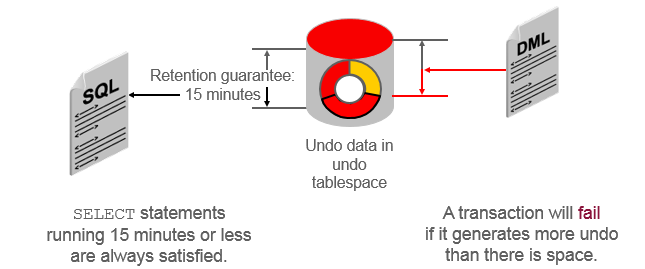 DML
SQL
Retention guarantee:
15 minutes
Undo data in
undo
tablespace
SELECT statements
running 15 minutes or less
are always satisfied.
A transaction will fail
if it generates more undo
than there is space.